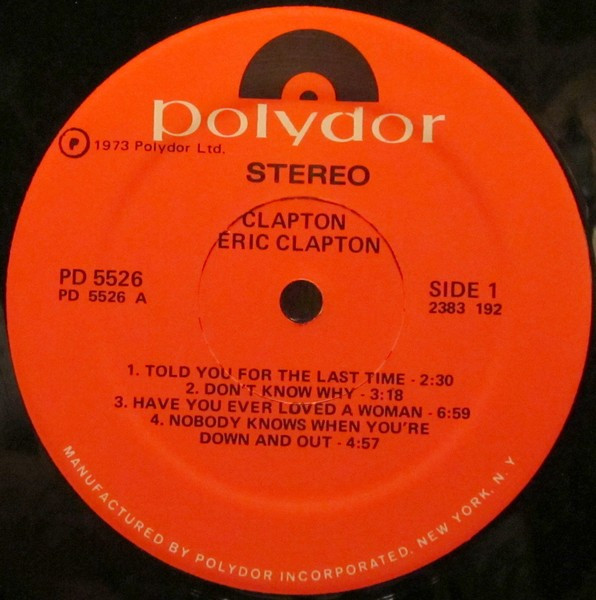 polydor
℗ 1973 Polydor Ltd.
STEREO
CLAPTON
ERIC CLAPTON
PD 5526
PD 5526 A
SIDE 1
2383 192
1. TOLD YOU FOR THE LAST TIME - 2:30
2. DON'T KNOW WHY - 3:18
3. HAVE YOU EVER LOVED A WOMAN - 6:59
4. NOBODY KNOWS WHEN YOU'RE
DOWN AND OUT - 4:57
MANUFACTURED BY POLYDOR INCORPORATED. NEW YORK. N.Y